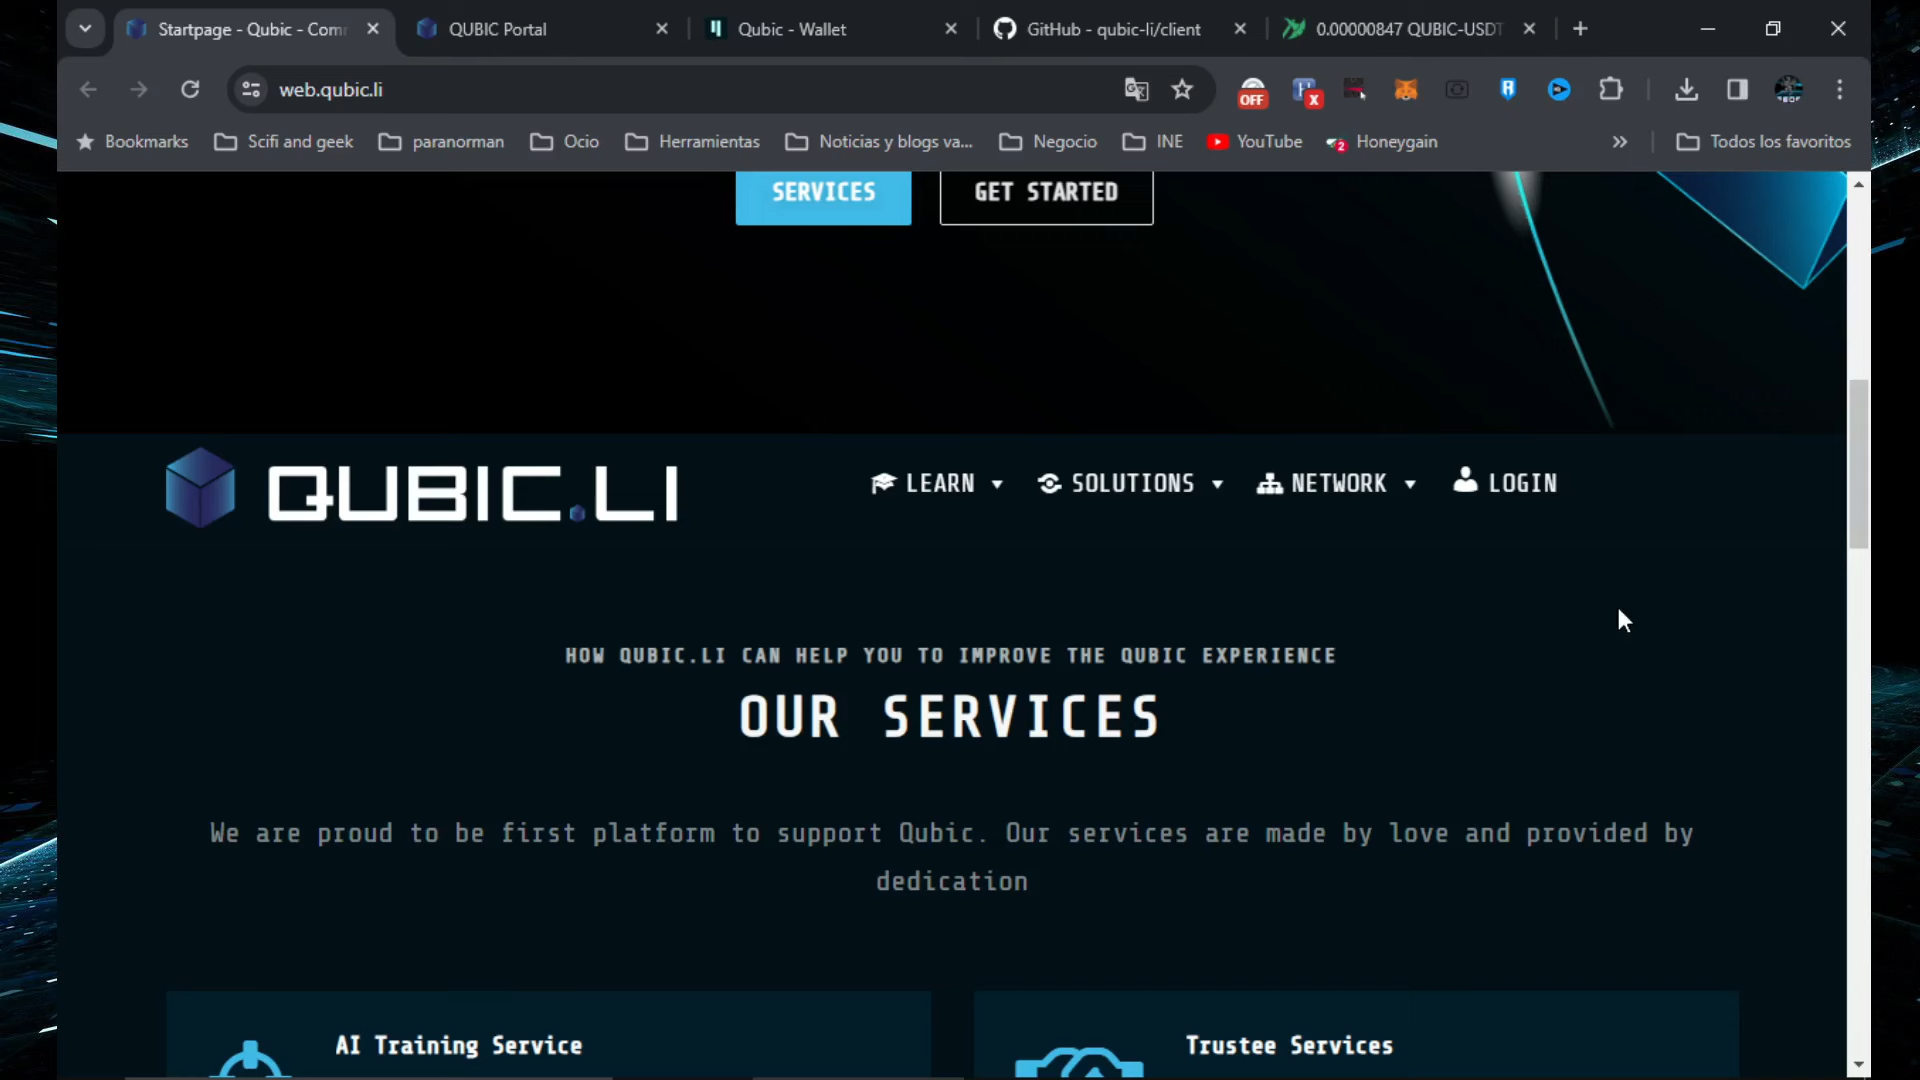 Startpage - Qubic - Com
QUBIC Portal
Qubic - Wallet
GitHub - qubic-li/client
0.00000847 QUBIC-USDT
web.qubic.li
OFF
x
Bookmarks
Scifi and geek
paranorman
Ocio
Herramientas
Noticias y blogs va...
Negocio
INE
YouTube
2
Honeygain
»
Todos los favoritos
SERVICES
GET STARTED
QUBIC.LI
LEARN
SOLUTIONS
NETWORK
LOGIN
HOW QUBIC.LI CAN HELP YOU TO IMPROVE THE QUBIC EXPERIENCE
OUR SERVICES
We are proud to be first platform to support Qubic. Our services are made by love and provided by
dedication
AI Training Service
Trustee Services